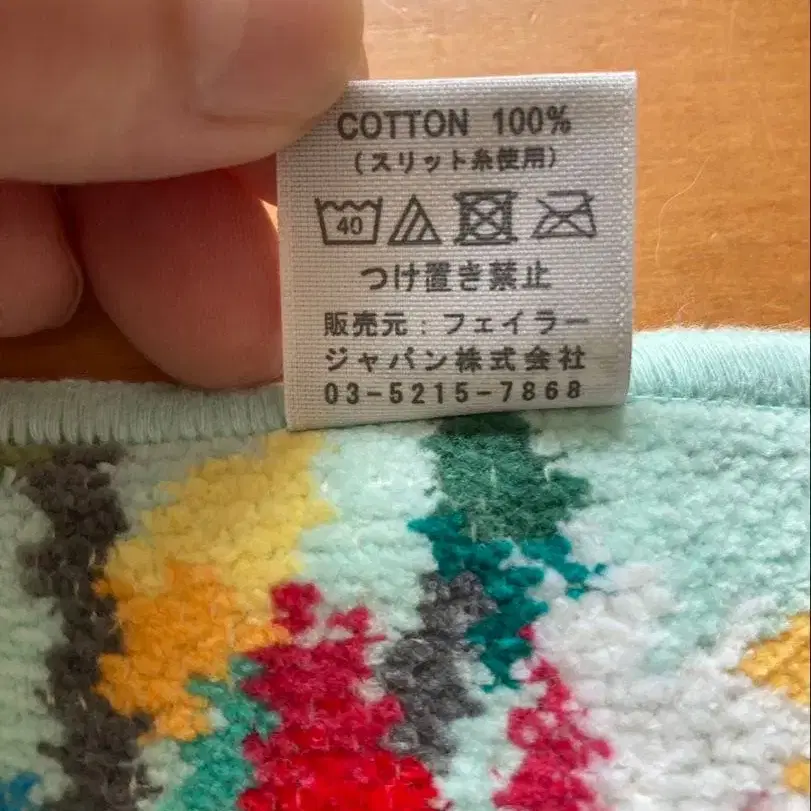 COTTON 100%
(スリット糸使用)
40
つけ置き禁止
販売元：フェイラー
ジャパン株式会社
03-5215-7868